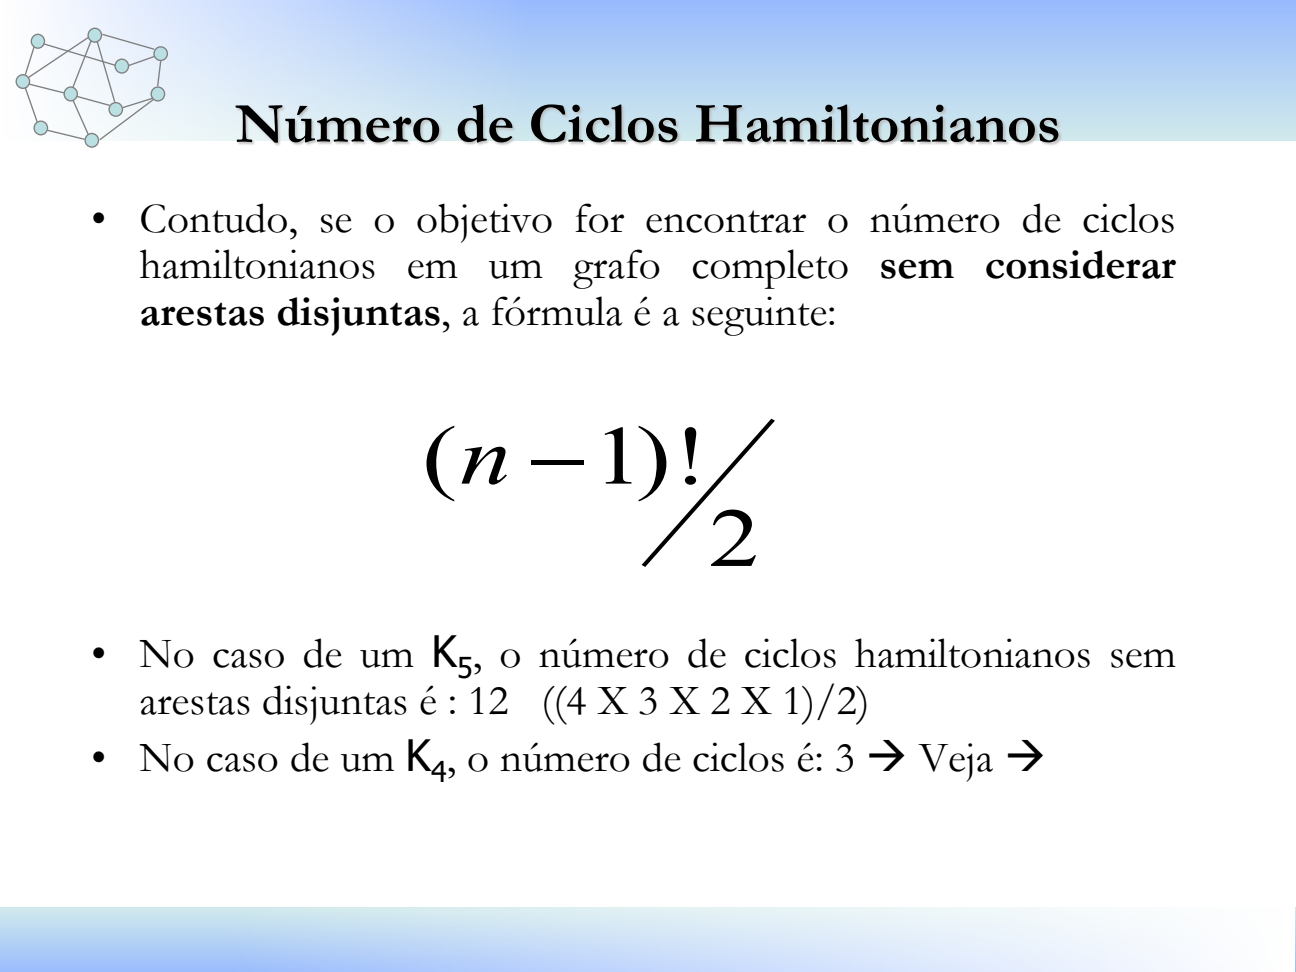 Número de Ciclos Hamiltonianos
• Contudo, se o objetivo for encontrar o número de ciclos
hamiltonianos em um grafo completo sem considerar
arestas disjuntas, a fórmula é a seguinte:
(n − 1)!/2
• No caso de um K₅, o número de ciclos hamiltonianos sem
arestas disjuntas é : 12 ((4 X 3 X 2 X 1)/2)
• No caso de um K₄, o número de ciclos é: 3 → Veja →